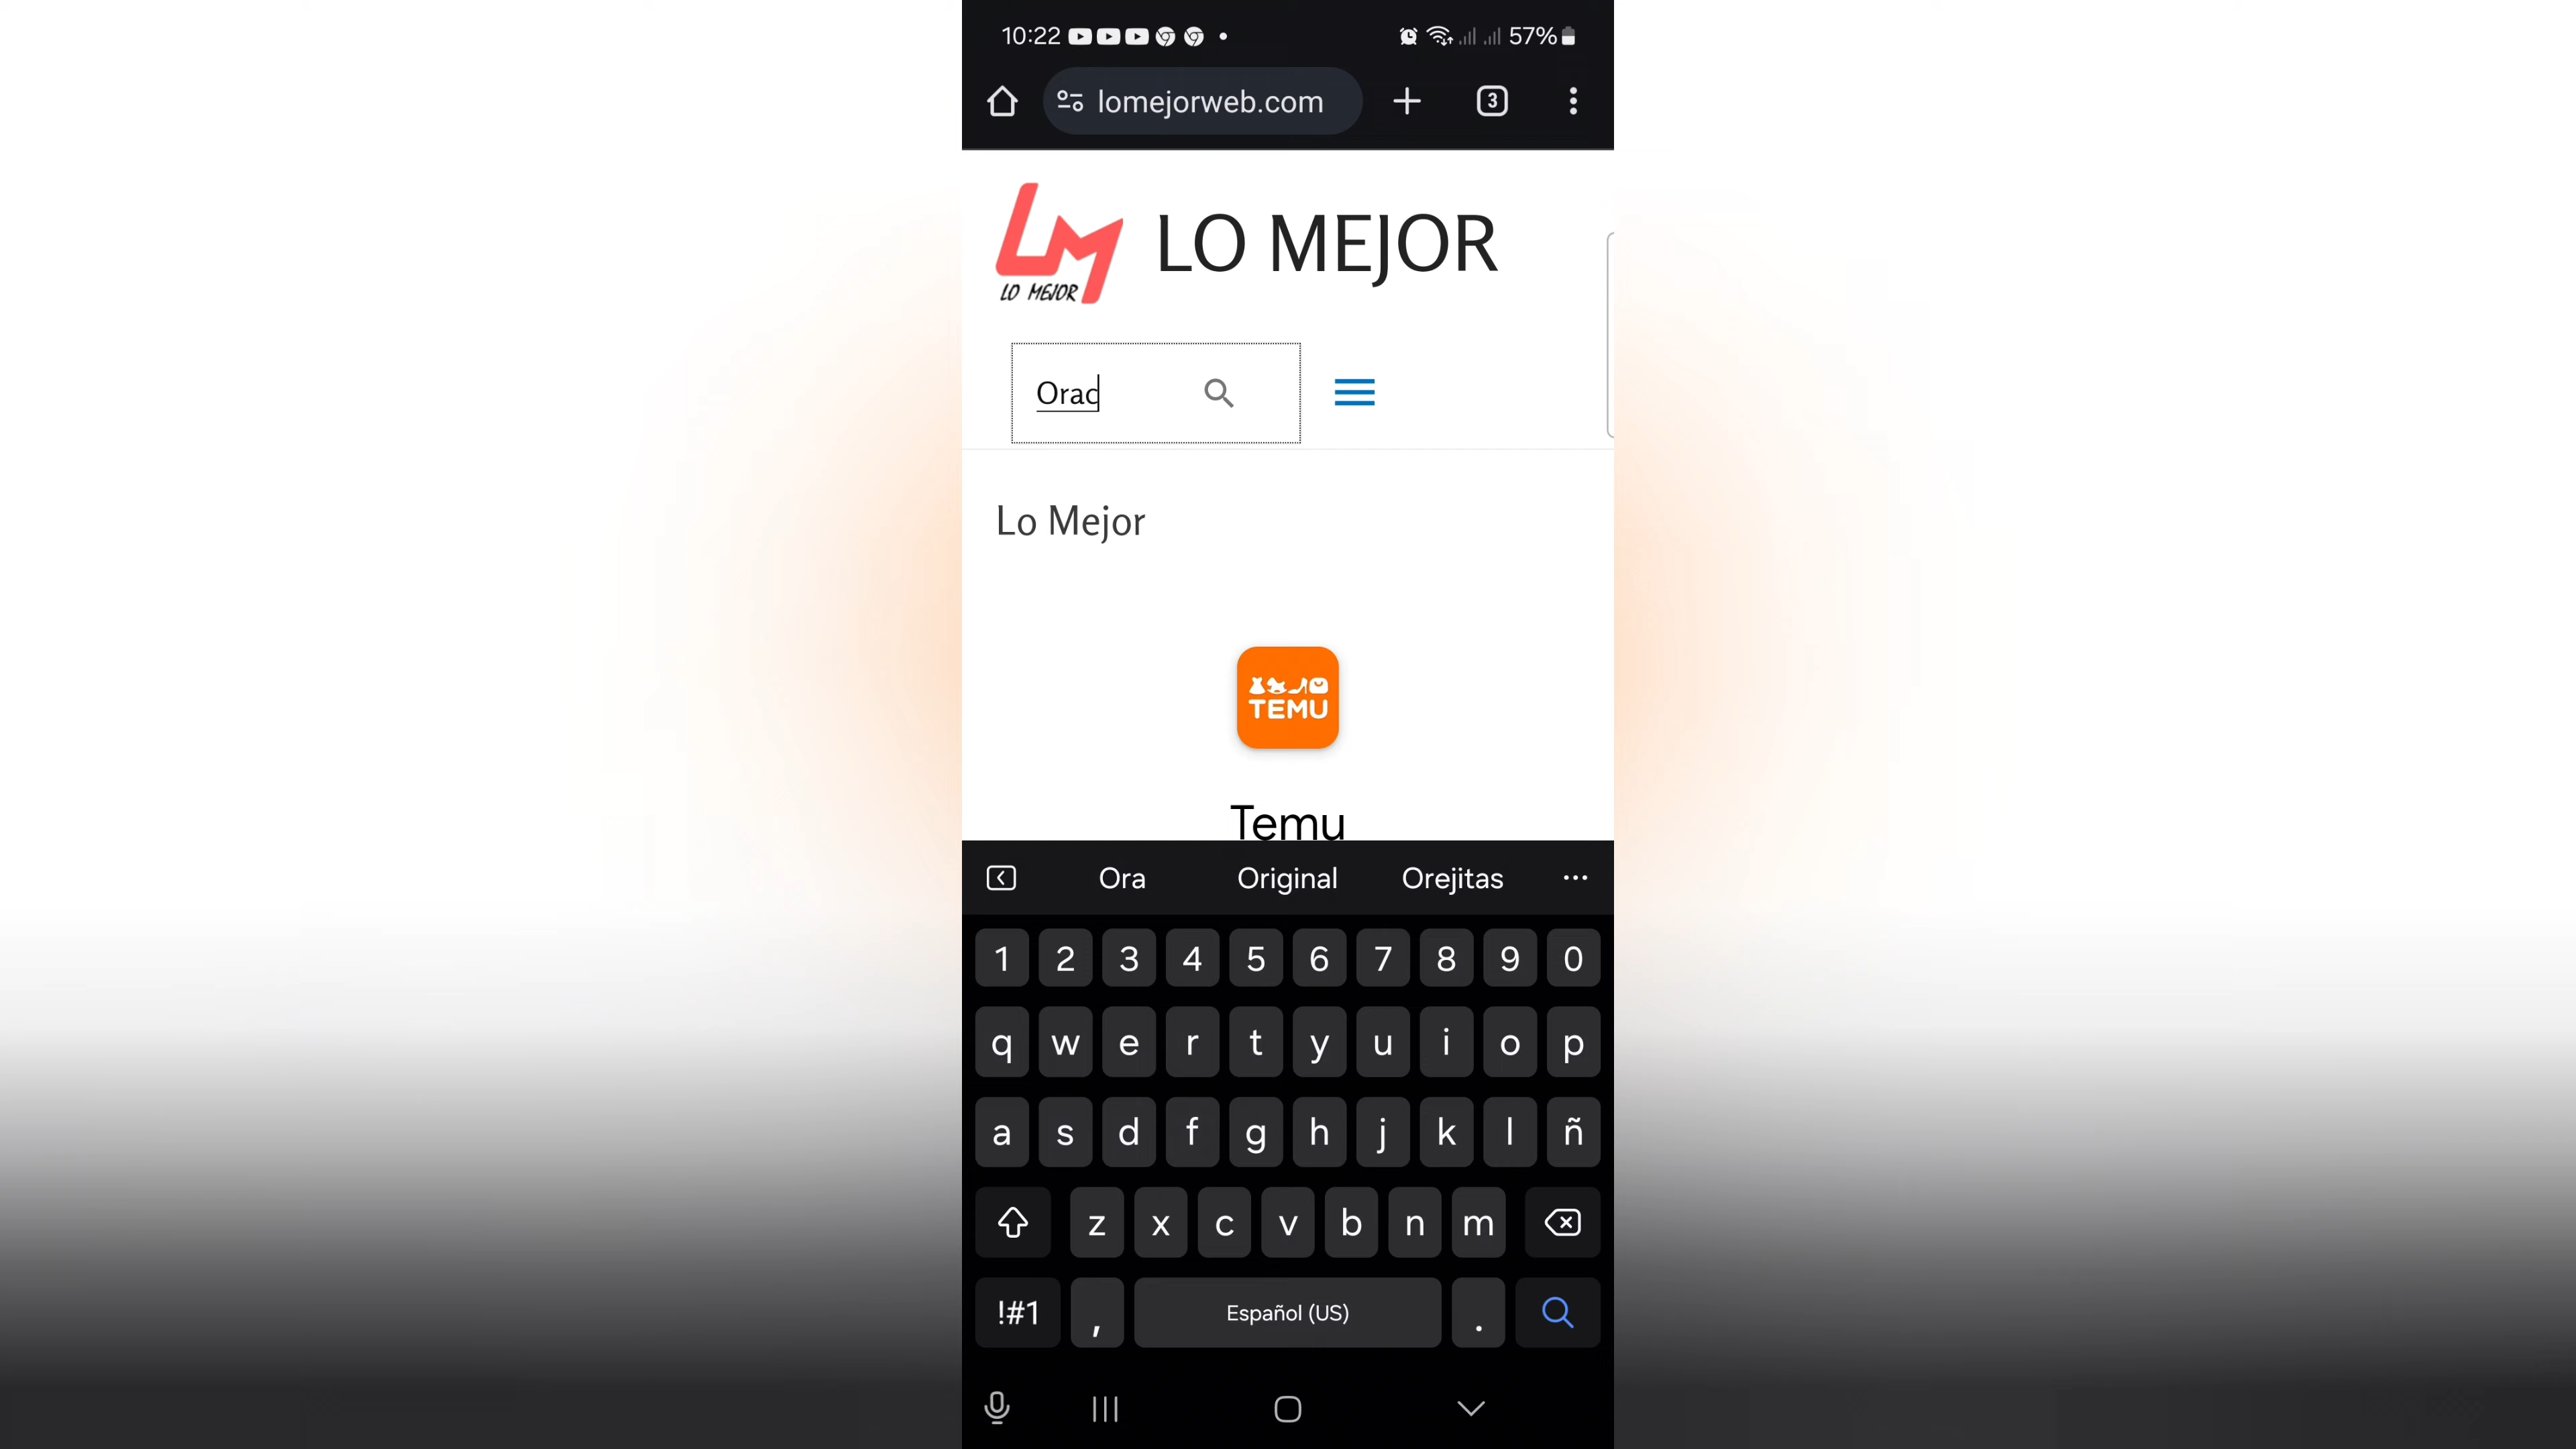 10:22 57%
lomejorweb.com 3
LO MEJOR LO MEJOR
Orac
Lo Mejor
TEMU
Temu
Ora Original Orejitas
1 2 3 4 5 6 7 8 9 0
q w e r t y u i o p
a s d f g h j k l ñ
z x c v b n m
!#1 , Español (US) .